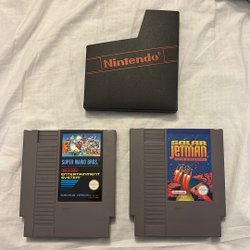 Nintendo
SUPER MARIO BROS.
ENTERTAINMENT
SYSTEM
SOLAR
Jetman